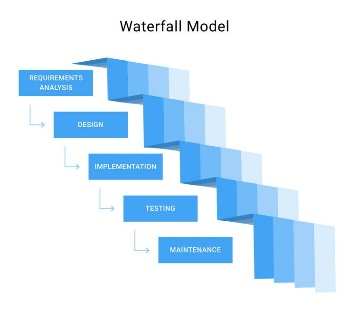 Waterfall Model
REQUIREMENTS
ANALYSIS
DESIGN
IMPLEMENTATION
TESTING
MAINTENANCE